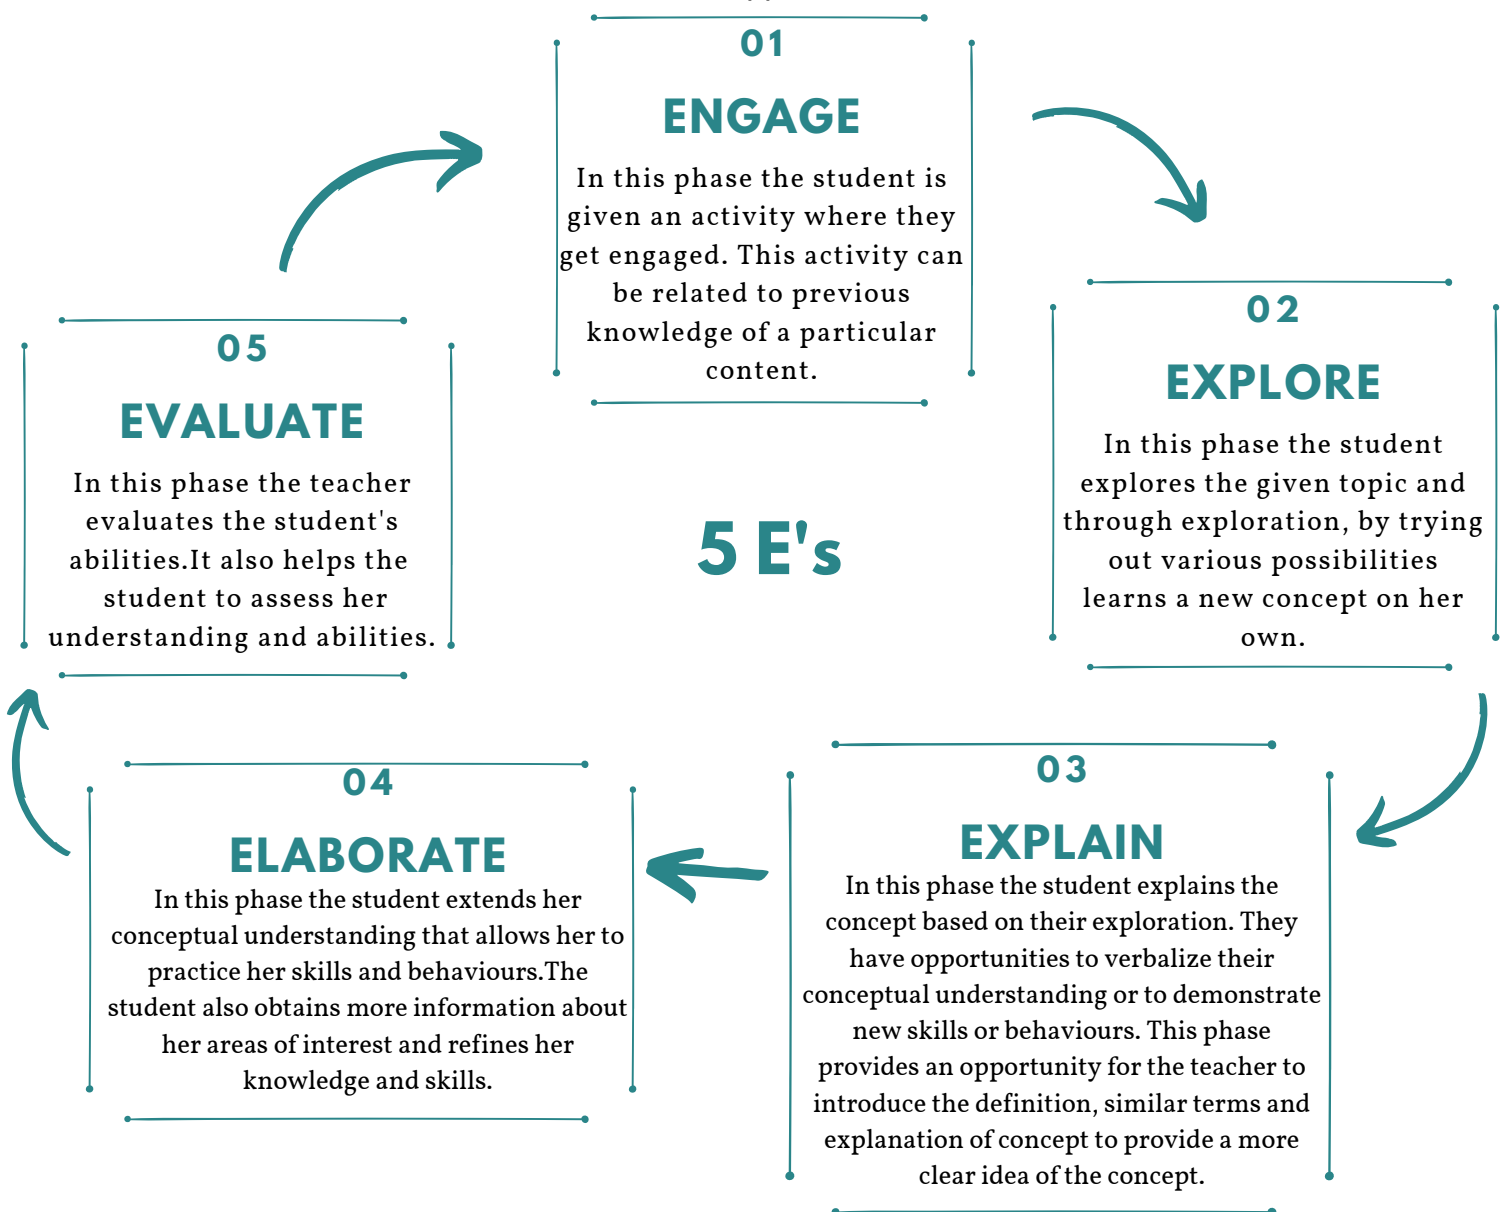 01
ENGAGE
In this phase the student is
given an activity where they
get engaged. This activity can
be related to previous
knowledge of a particular
content.
02
EXPLORE
In this phase the student
explores the given topic and
through exploration, by trying
out various possibilities
learns a new concept on her
own.
5 E's
03
EXPLAIN
In this phase the student explains the
concept based on their exploration. They
have opportunities to verbalize their
conceptual understanding or to demonstrate
new skills or behaviours. This phase
provides an opportunity for the teacher to
introduce the definition, similar terms and
explanation of concept to provide a more
clear idea of the concept.
04
ELABORATE
In this phase the student extends her
conceptual understanding that allows her to
practice her skills and behaviours.The
student also obtains more information about
her areas of interest and refines her
knowledge and skills.
05
EVALUATE
In this phase the teacher
evaluates the student's
abilities.It also helps the
student to assess her
understanding and abilities.